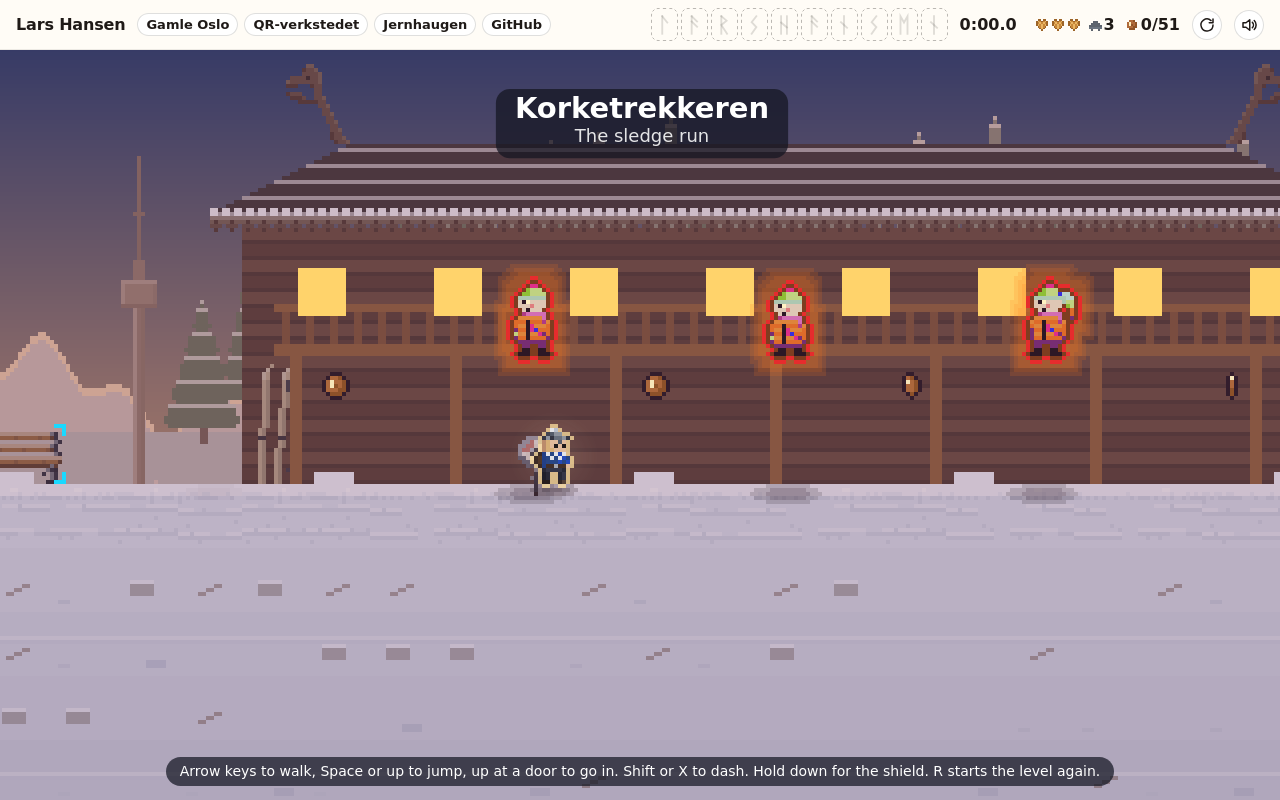 Lars Hansen Gamle Oslo QR-verkstedet Jernhaugen GitHub ᛚ ᚨ ᚱ ᛊ ᚺ ᚨ ᚾ ᛊ ᛖ ᚾ 0:00.0 3 0/51
Korketrekkeren
The sledge run
Arrow keys to walk, Space or up to jump, up at a door to go in. Shift or X to dash. Hold down for the shield. R starts the level again.